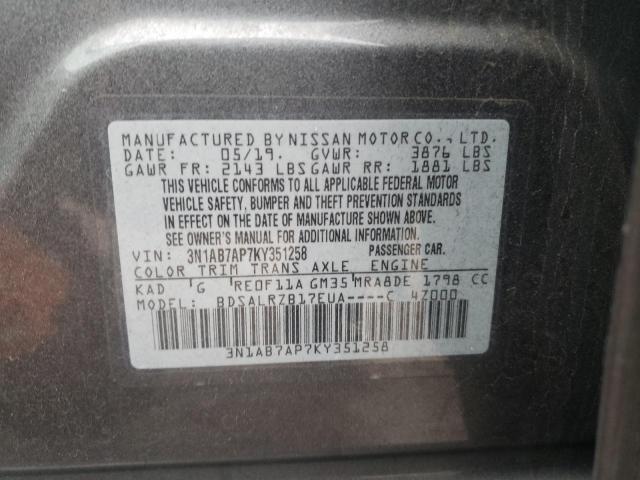 MANUFACTURED BY NISSAN MOTOR CO., LTD.
DATE: 05/19. GVWR: 3876 LBS
GAWR FR: 2143 LBS GAWR RR: 1881 LBS
THIS VEHICLE CONFORMS TO ALL APPLICABLE FEDERAL MOTOR
VEHICLE SAFETY, BUMPER AND THEFT PREVENTION STANDARDS
IN EFFECT ON THE DATE OF MANUFACTURE SHOWN ABOVE.
SEE OWNER'S MANUAL FOR ADDITIONAL INFORMATION.
VIN: 3N1AB7AP7KY351258 PASSENGER CAR.
COLOR TRIM TRANS AXLE ENGINE
KAD G RE0F11A GM35 MRA8DE 1798 CC
MODEL: BDSALRZB17EUA----C 4Z000
3N1AB7AP7KY351258